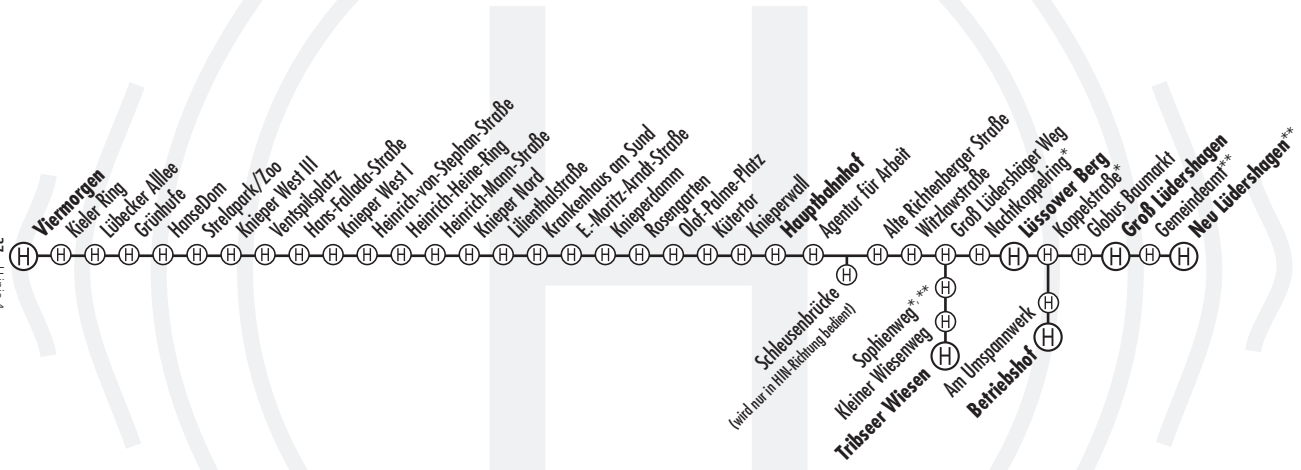 Viermorgen
Kieler Ring
Lübecker Alllee
Grünhufe
HanseDom
Strelapark/Zoo
Knieper West III
Ventspilsplatz
Hans-Fallada-Straße
Knieper West I
Heinrich-von-Stephan-Straße
Heinrich-Heine-Ring
Heinrich-Mann-Straße
Knieper Nord
Lilienthalstraße
Krankenhaus am Sund
E.-Moritz-Arndt-Straße
Knieperdamm
Rosengarten
Olof-Palme-Platz
Kütertor
Knieperwall
Hauptbahnhof
Agentur für Arbeit
Schleusenbrücke
(wird nur in HIN-Richtung bedient)
Alte Richtenberger Straße
Witzlawstraße
Groß Lüdershäger Weg
Nachtkoppelring*
Lüssower Berg
Koppelstraße*
Globus Baumarkt
Groß Lüdershagen
Gemeindeamt**
Neu Lüdershagen**
Sophienweg*,**
Kleiner Wiesenweg
Tribseer Wiesen
Am Umspannwerk
Betriebshof